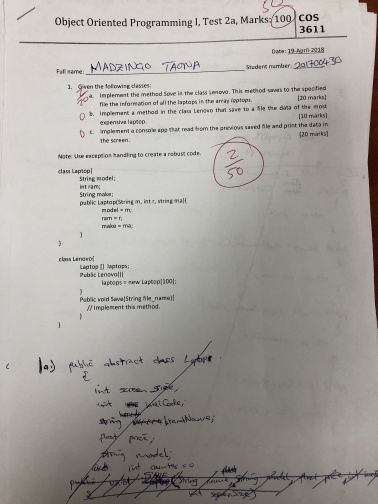 50
Object Oriented Programming I, Test 2a, Marks: 100
COS
3611
Date: 19-April-2018
Full name: MADZINGO TAONA Student number: 201700430
1. Given the following classes:
2/20 a. Implement the method Save in the class Lenovo. This method saves to the specified
file the information of all the laptops in the array laptops. [20 marks]
0 b. Implement a method in the class Lenovo that save to a file the data of the most
expensive laptop. [10 marks]
0 c. Implement a console app that read from the previous saved file and print the data in
the screen. [20 marks]
Note: Use exception handling to create a robust code.
2/50
class Laptop{
String model;
int ram;
String make;
public Laptop(String m, int r, string ma){
model = m;
ram = r;
make = ma;
}
}
class Lenovo{
Laptop [] laptops;
Public Lenovo(){
laptops = new Laptop[100];
}
Public void Save(String file_name){
// Implement this method.
}
}
1a.) public abstract class Laptops
{
int screen size;
int
string brandName;
float price;
string model;
int counter = 0
public void Save (String name, string model, float price, int
int screenSize)